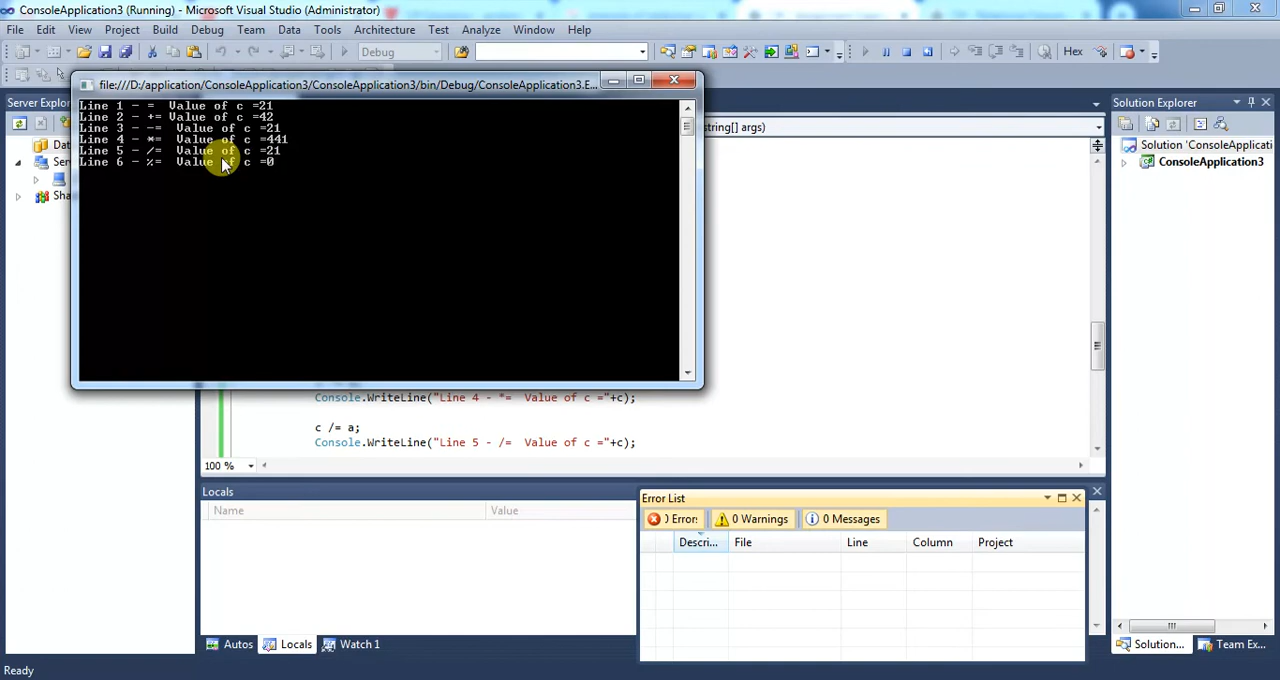 ConsoleApplication3 (Running) - Microsoft Visual Studio (Administrator)
File Edit View Project Build Debug Team Data Tools Architecture Test Analyze Window Help
Debug
Hex
file:///D:/application/ConsoleApplication3/ConsoleApplication3/bin/Debug/ConsoleApplication3.E...
Line 1 - =  Value of c =21
Line 2 - += Value of c =42
Line 3 - -=  Value of c =21
Line 4 - *=  Value of c =441
Line 5 - /=  Value of c =21
Line 6 - %=  Value of c =0
Server Explo
Dat
Serv
Sha
string[] args)
Solution Explorer
Solution 'ConsoleApplicati
ConsoleApplication3
Console.WriteLine("Line 4 - *=  Value of c ="+c);
c /= a;
Console.WriteLine("Line 5 - /=  Value of c ="+c);
100 %
Locals
Name Value
Error List
0 Warnings
0 Messages
Descri... File Line Column Project
Autos Locals Watch 1
Solution... Team Ex...
Ready